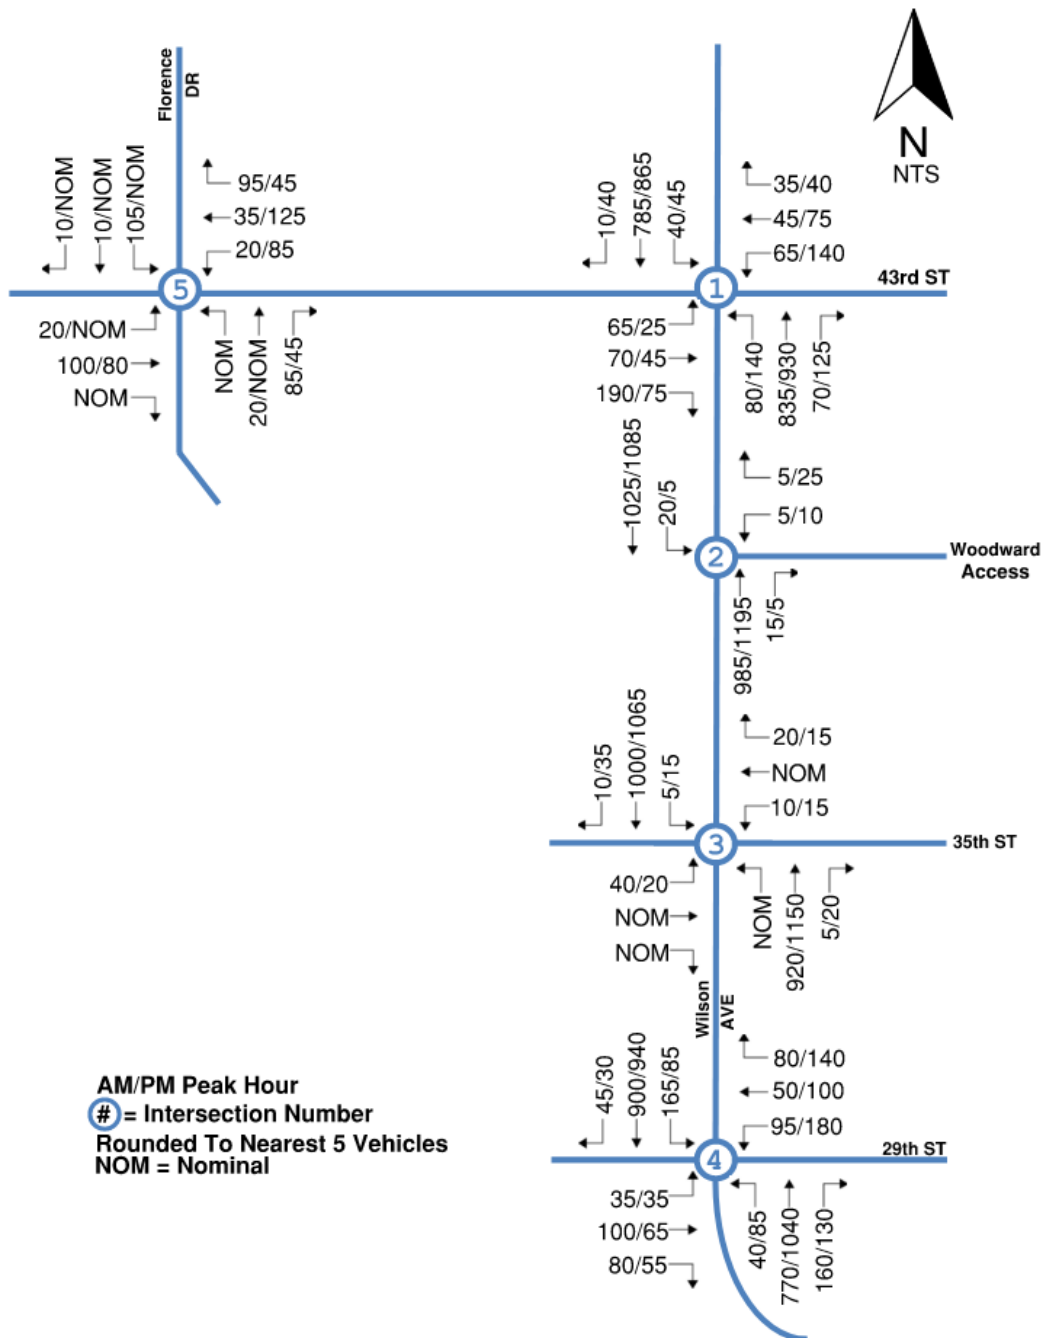 N
NTS
Florence
DR
10/NOM
10/NOM
105/NOM
95/45
35/125
20/85
5
20/NOM
100/80
NOM
NOM
20/NOM
85/45
10/40
785/865
40/45
35/40
45/75
65/140
43rd ST
1
65/25
70/45
190/75
80/140
835/930
70/125
1025/1085
20/5
5/25
5/10
2
Woodward
Access
985/1195
15/5
10/35
1000/1065
5/15
20/15
NOM
10/15
3
35th ST
40/20
NOM
NOM
NOM
920/1150
5/20
Wilson
AVE
45/30
900/940
165/85
80/140
50/100
95/180
4
29th ST
35/35
100/65
80/55
40/85
770/1040
160/130
AM/PM Peak Hour
# = Intersection Number
Rounded To Nearest 5 Vehicles
NOM = Nominal